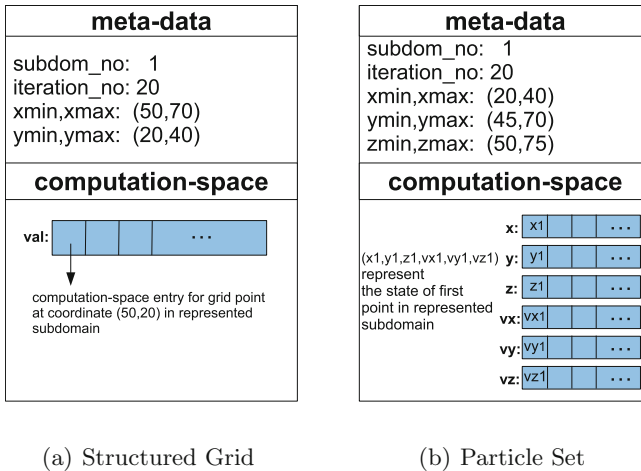 meta-data
subdom_no: 1
iteration_no: 20
xmin,xmax: (50,70)
ymin,ymax: (20,40)
computation-space
val:
...
computation-space entry for grid point
at coordinate (50,20) in represented
subdomain
(a) Structured Grid
meta-data
subdom_no: 1
iteration_no: 20
xmin,xmax: (20,40)
ymin,ymax: (45,70)
zmin,zmax: (50,75)
computation-space
(x1,y1,z1,vx1,vy1,vz1)
represent
the state of first
point in represented
subdomain
x: x1 ...
y: y1 ...
z: z1 ...
vx: vx1 ...
vy: vy1 ...
vz: vz1 ...
(b) Particle Set